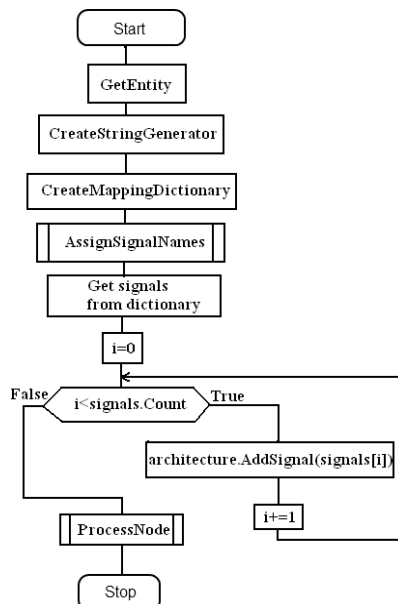 Start
GetEntity
CreateStringGenerator
CreateMappingDictionary
AssignSignalNames
Get signals
from dictionary
i=0
False
i<signals.Count
True
architecture.AddSignal(signals[i])
i+=1
ProcessNode
Stop